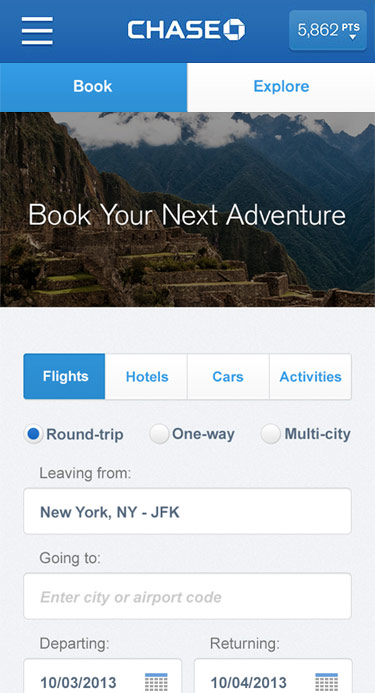 CHASE
5,862 PTS
Book
Explore
Book Your Next Adventure
Flights
Hotels
Cars
Activities
Round-trip
One-way
Multi-city
Leaving from:
New York, NY - JFK
Going to:
Enter city or airport code
Departing:
Returning:
10/03/2013
10/04/2013